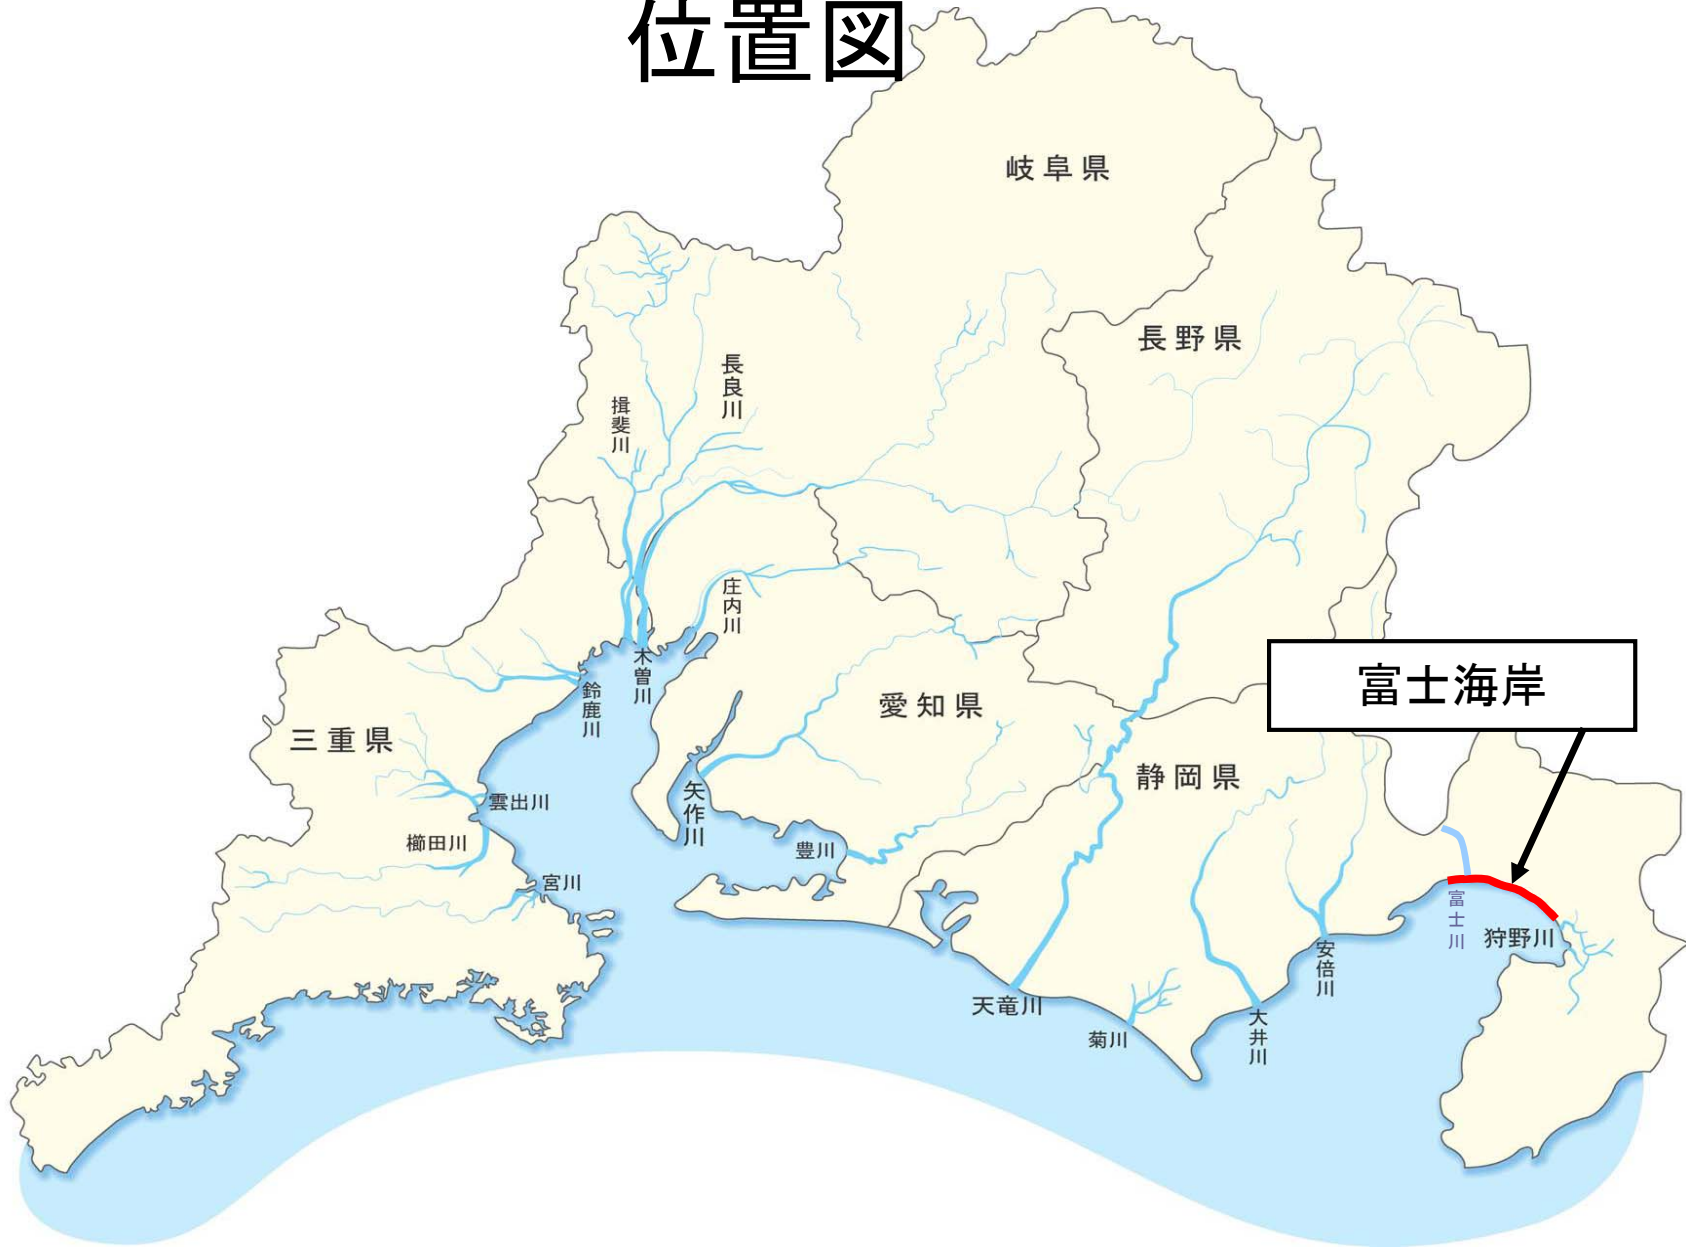 位置図
岐阜県
長野県
長良川
揖斐川
庄内川
木曽川
鈴鹿川
富士海岸
愛知県
三重県
静岡県
雲出川
矢作川
櫛田川
豊川
宮川
富士川
狩野川
安倍川
天竜川
大井川
菊川